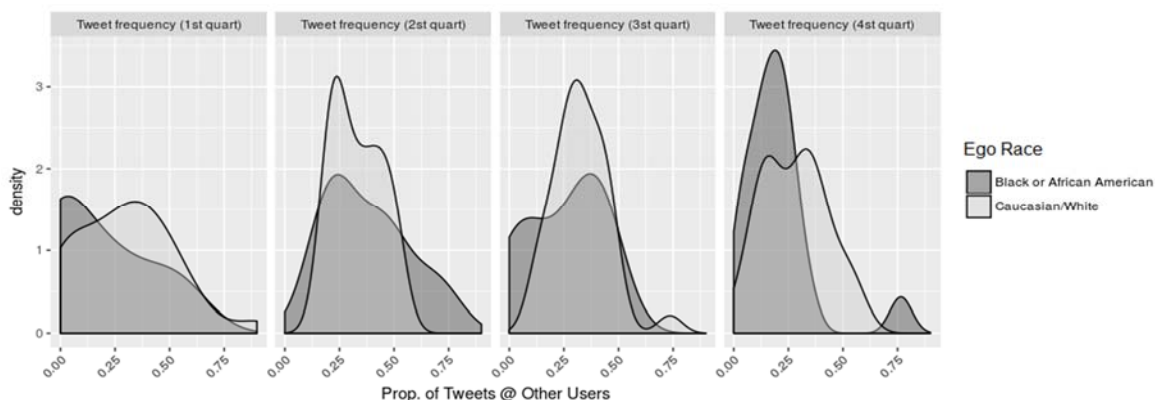 Tweet frequency (1st quart)
Tweet frequency (2st quart)
Tweet frequency (3st quart)
Tweet frequency (4st quart)
density
3
2
1
0
0.00 0.25 0.50 0.75
0.00 0.25 0.50 0.75
0.00 0.25 0.50 0.75
0.00 0.25 0.50 0.75
Prop. of Tweets @ Other Users
Ego Race
Black or African American
Caucasian/White